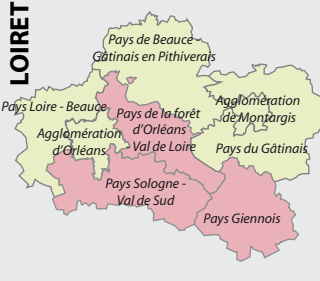 LOIRET
Pays de Beauce -
Gâtinais en Pithiverais
Pays Loire - Beauce
Agglomération
d'Orléans
Pays de la forêt
d'Orléans
Val de Loire
Agglomération
de Montargis
Pays du Gâtinais
Pays Sologne -
Val de Sud
Pays Giennois